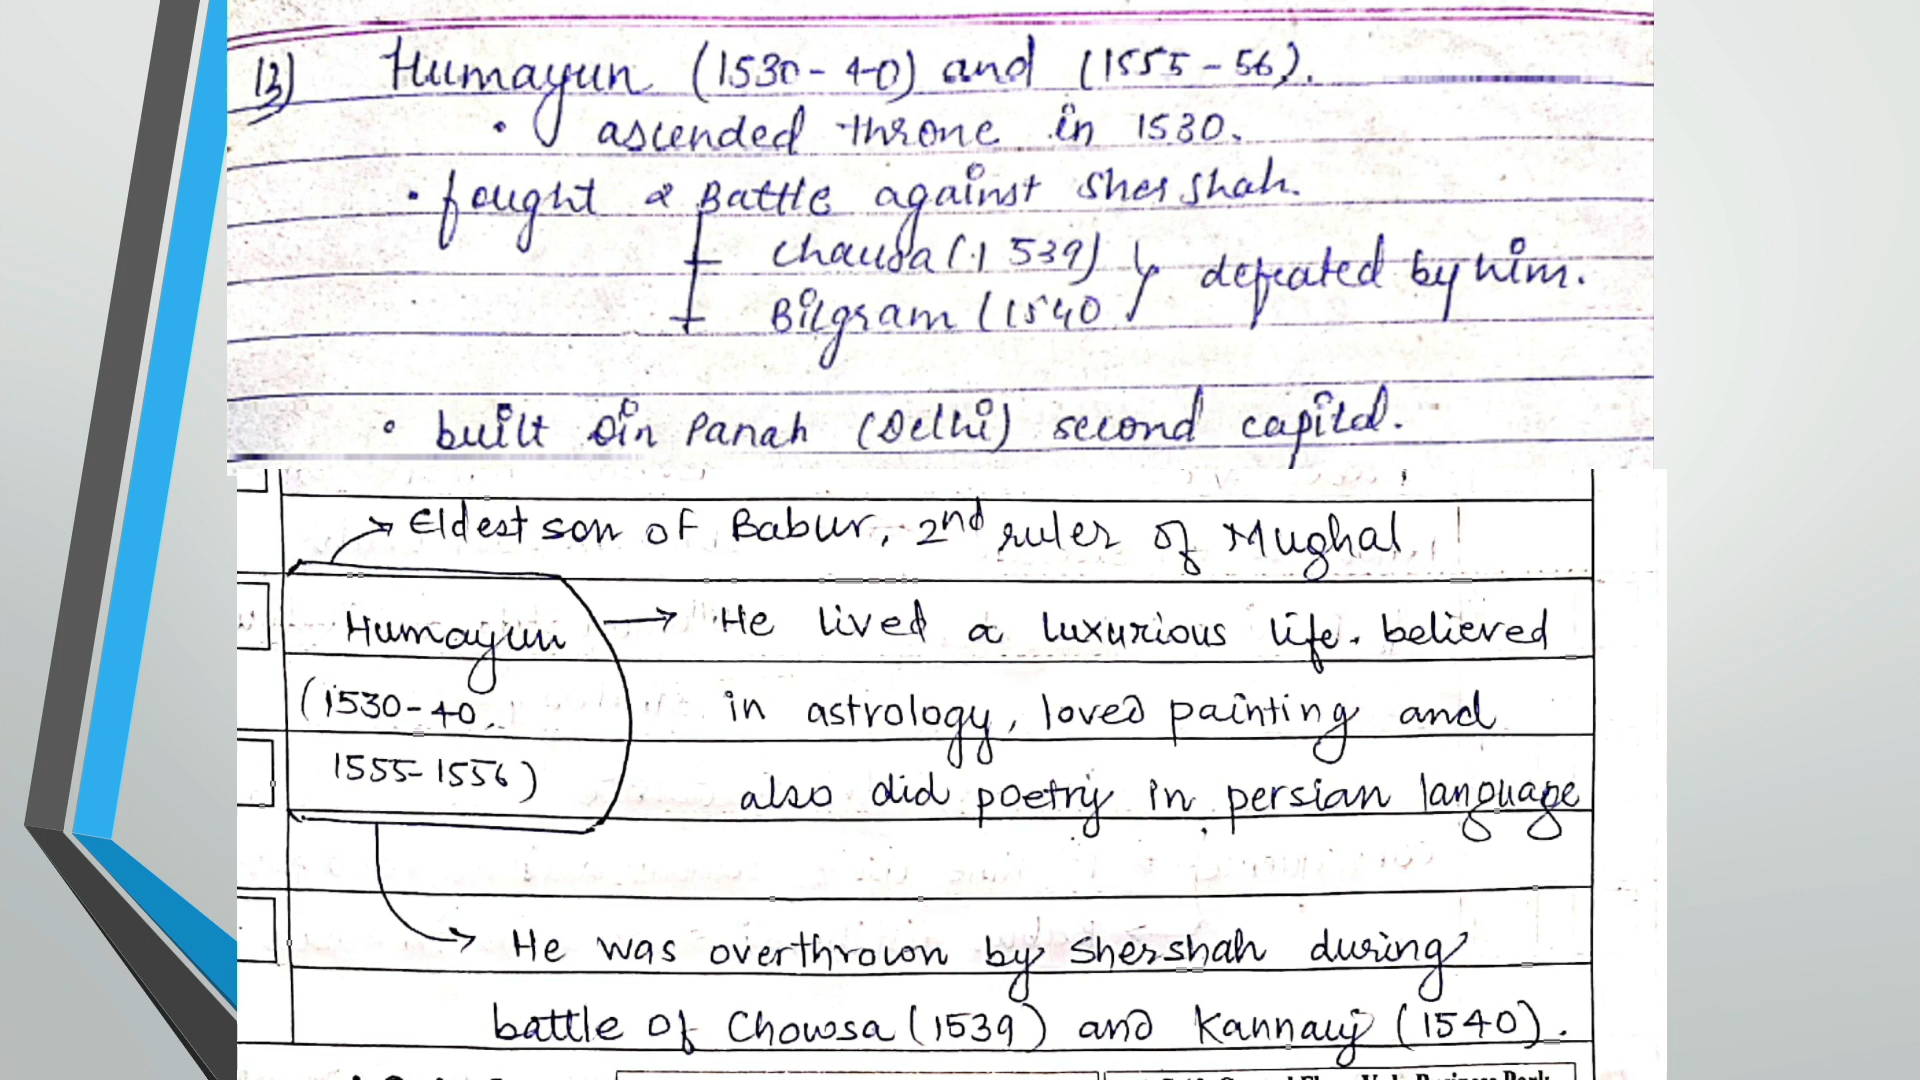 13) Humayun (1530-40) and (1555-56).
• ascended throne in 1530.
• fought 2 Battle against Shershah.
Chausa (1539) } defeated by him.
Bilgram (1540
• built Din Panah (Delhi) second capital.
→ Eldest son of Babur, 2nd ruler of Mughal
Humayun → He lived a luxurious life. believed
(1530-40, in astrology, loved painting and
1555-1556) also did poetry in persian language
→ He was overthrown by Shershah during
battle of Chowsa (1539) and Kannauj (1540).